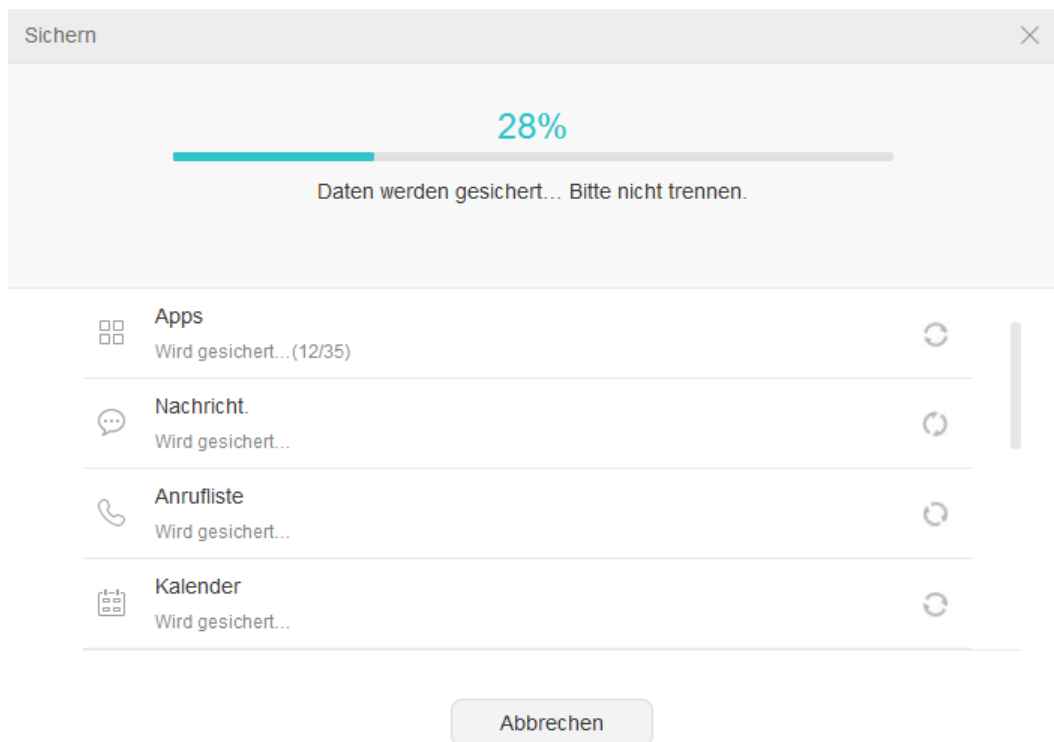 Sichern
28%
Daten werden gesichert... Bitte nicht trennen.
Apps
Wird gesichert...(12/35)
Nachricht.
Wird gesichert...
Anrufliste
Wird gesichert...
Kalender
Wird gesichert...
Abbrechen